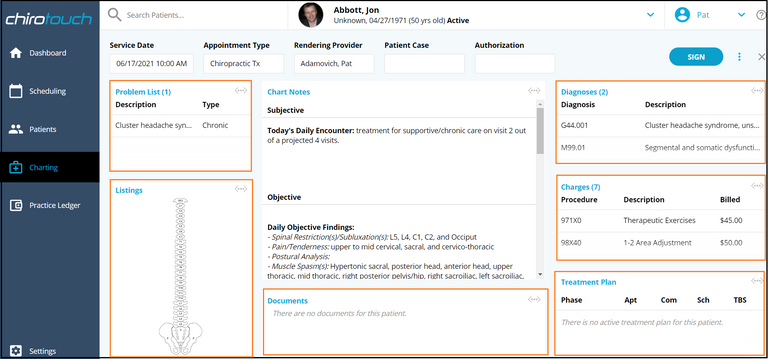 chirotouch
Search Patients...
Abbott, Jon
Unknown, 04/27/1971 (50 yrs old) Active
Pat
Dashboard
Scheduling
Patients
Charting
Practice Ledger
Settings
Service Date
Appointment Type
Rendering Provider
Patient Case
Authorization
06/17/2021 10:00 AM
Chiropractic Tx
Adamovich, Pat
SIGN
Problem List (1)
Description Type
Cluster headache syn... Chronic
Listings
Chart Notes
Subjective
Today's Daily Encounter: treatment for supportive/chronic care on visit 2 out
of a projected 4 visits.
Objective
Daily Objective Findings:
- Spinal Restriction(s)/Subluxation(s): L5, L4, C1, C2, and Occiput
- Pain/Tenderness: upper to mid cervical, sacral, and cervico-thoracic
- Postural Analysis:
- Muscle Spasm(s): Hypertonic sacral, posterior head, anterior head, upper
thoracic, mid thoracic, right posterior pelvis/hip, right sacroiliac, left sacroiliac,
Documents
There are no documents for this patient.
Diagnoses (2)
Diagnosis Description
G44.001 Cluster headache syndrome, uns...
M99.01 Segmental and somatic dysfuncti...
Charges (7)
Procedure Description Billed
971X0 Therapeutic Exercises $45.00
98X40 1-2 Area Adjustment $50.00
Treatment Plan
Phase Apt Com Sch TBS
There is no active treatment plan for this patient.